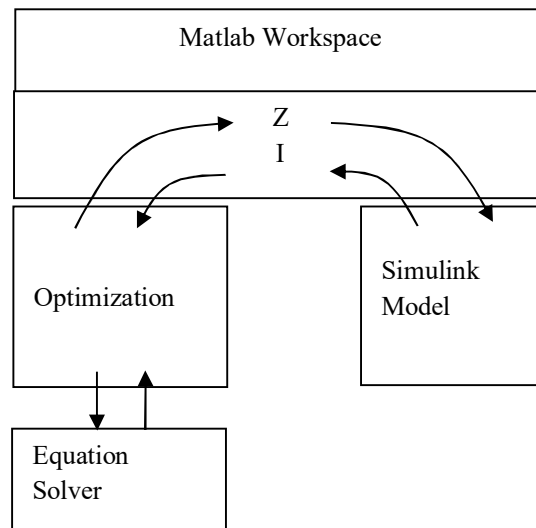 Matlab Workspace
Z
I
Optimization
Simulink
Model
Equation
Solver